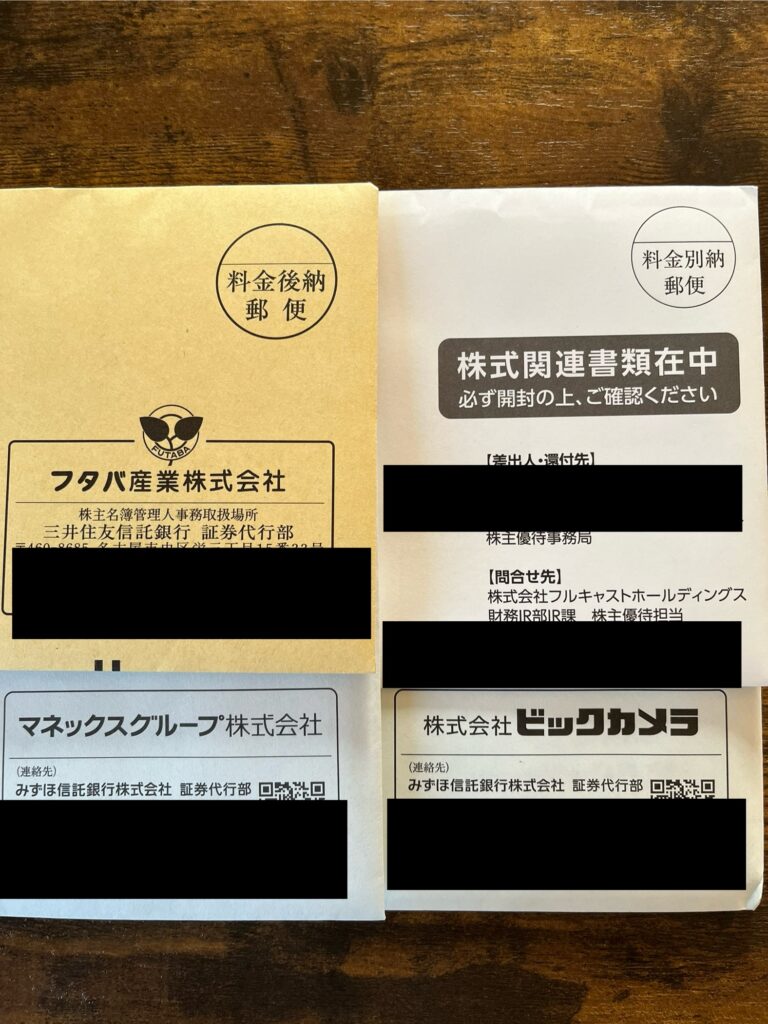 料金後納
郵便
FUTABA
フタバ産業株式会社
株主名簿管理人事務取扱場所
三井住友信託銀行 証券代行部
料金別納
郵便
株式関連書類在中
必ず開封の上、ご確認ください
【差出人・還付先】
株主優待事務局
【問合せ先】
株式会社フルキャストホールディングス
財務IR部IR課 株主優待担当
マネックスグループ株式会社
（連絡先）
みずほ信託銀行株式会社 証券代行部
株式会社ビックカメラ
（連絡先）
みずほ信託銀行株式会社 証券代行部